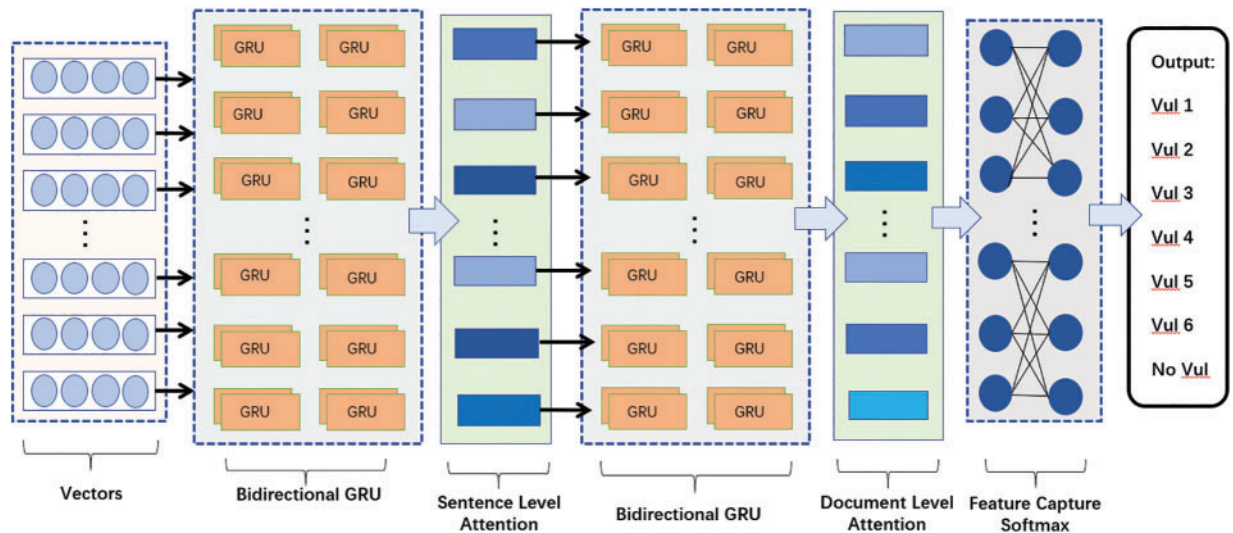 GRU GRU
GRU GRU
GRU GRU
GRU GRU
GRU GRU
GRU GRU
GRU GRU
GRU GRU
GRU GRU
GRU GRU
GRU GRU
GRU GRU
Output:
Vul 1
Vul 2
Vul 3
Vul 4
Vul 5
Vul 6
No Vul
Vectors
Bidirectional GRU
Sentence Level
Attention
Bidirectional GRU
Document Level
Attention
Feature Capture
Softmax